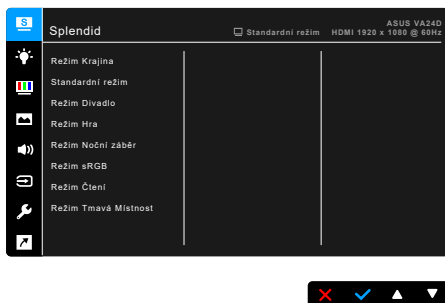 S
Splendid
ASUS VA24D
Standardní režim HDMI 1920 x 1080 @ 60Hz
Režim Krajina
Standardní režim
Režim Divadlo
Režim Hra
Režim Noční záběr
Režim sRGB
Režim Čtení
Režim Tmavá Místnost